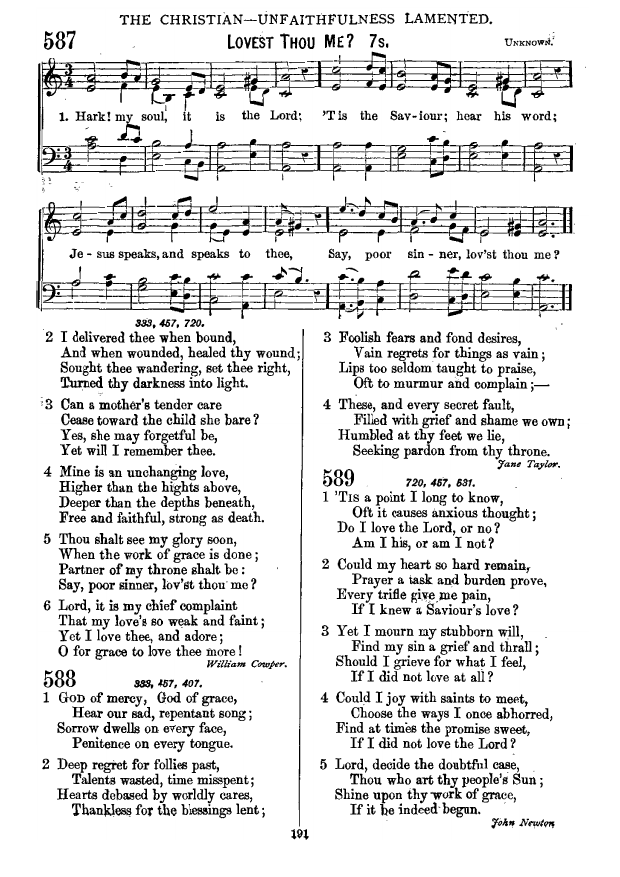 THE CHRISTIAN—UNFAITHFULNESS LAMENTED.
587 LOVEST THOU ME? 7s. UNKNOWN.
1. Hark! my soul, it is the Lord; 'Tis the Sav-iour; hear his word;
Je-sus speaks, and speaks to thee, Say, poor sin-ner, lov'st thou me?
333, 457, 720.
2 I delivered thee when bound,
And when wounded, healed thy wound;
Sought thee wandering, set thee right,
Turned thy darkness into light.
3 Can a mother's tender care
Cease toward the child she bare?
Yes, she may forgetful be,
Yet will I remember thee.
4 Mine is an unchanging love,
Higher than the hights above,
Deeper than the depths beneath,
Free and faithful, strong as death.
5 Thou shalt see my glory soon,
When the work of grace is done;
Partner of my throne shalt be:
Say, poor sinner, lov'st thou me?
6 Lord, it is my chief complaint
That my love's so weak and faint;
Yet I love thee, and adore;
O for grace to love thee more!
William Cowper.
588 333, 457, 407.
1 GOD of mercy, God of grace,
Hear our sad, repentant song;
Sorrow dwells on every face,
Penitence on every tongue.
2 Deep regret for follies past,
Talents wasted, time misspent;
Hearts debased by worldly cares,
Thankless for the blessings lent;
3 Foolish fears and fond desires,
Vain regrets for things as vain;
Lips too seldom taught to praise,
Oft to murmur and complain;—
4 These, and every secret fault,
Filled with grief and shame we own;
Humbled at thy feet we lie,
Seeking pardon from thy throne.
Jane Taylor.
589 720, 457, 531.
1 'TIS a point I long to know,
Oft it causes anxious thought;
Do I love the Lord, or no?
Am I his, or am I not?
2 Could my heart so hard remain,
Prayer a task and burden prove,
Every trifle give me pain,
If I knew a Saviour's love?
3 Yet I mourn my stubborn will,
Find my sin a grief and thrall;
Should I grieve for what I feel,
If I did not love at all?
4 Could I joy with saints to meet,
Choose the ways I once abhorred,
Find at times the promise sweet,
If I did not love the Lord?
5 Lord, decide the doubtful case,
Thou who art thy people's Sun;
Shine upon thy work of grace,
If it be indeed begun.
John Newton
191